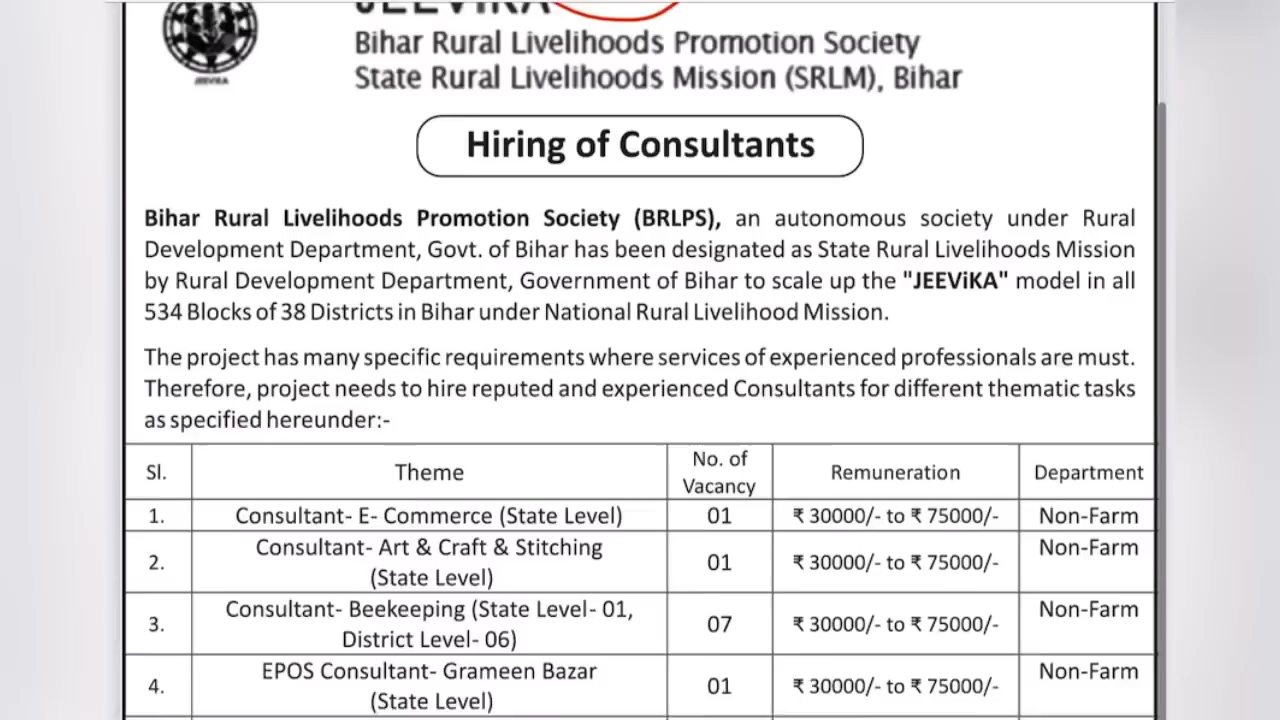 JEEViKA
Bihar Rural Livelihoods Promotion Society
State Rural Livelihoods Mission (SRLM), Bihar
JEEViKA
Hiring of Consultants
Bihar Rural Livelihoods Promotion Society (BRLPS), an autonomous society under Rural
Development Department, Govt. of Bihar has been designated as State Rural Livelihoods Mission
by Rural Development Department, Government of Bihar to scale up the "JEEViKA" model in all
534 Blocks of 38 Districts in Bihar under National Rural Livelihood Mission.
The project has many specific requirements where services of experienced professionals are must.
Therefore, project needs to hire reputed and experienced Consultants for different thematic tasks
as specified hereunder:-
Sl. Theme No. of Vacancy Remuneration Department
1. Consultant- E- Commerce (State Level) 01 ₹ 30000/- to ₹ 75000/- Non-Farm
2. Consultant- Art & Craft & Stitching (State Level) 01 ₹ 30000/- to ₹ 75000/- Non-Farm
3. Consultant- Beekeeping (State Level- 01, District Level- 06) 07 ₹ 30000/- to ₹ 75000/- Non-Farm
4. EPOS Consultant- Grameen Bazar (State Level) 01 ₹ 30000/- to ₹ 75000/- Non-Farm